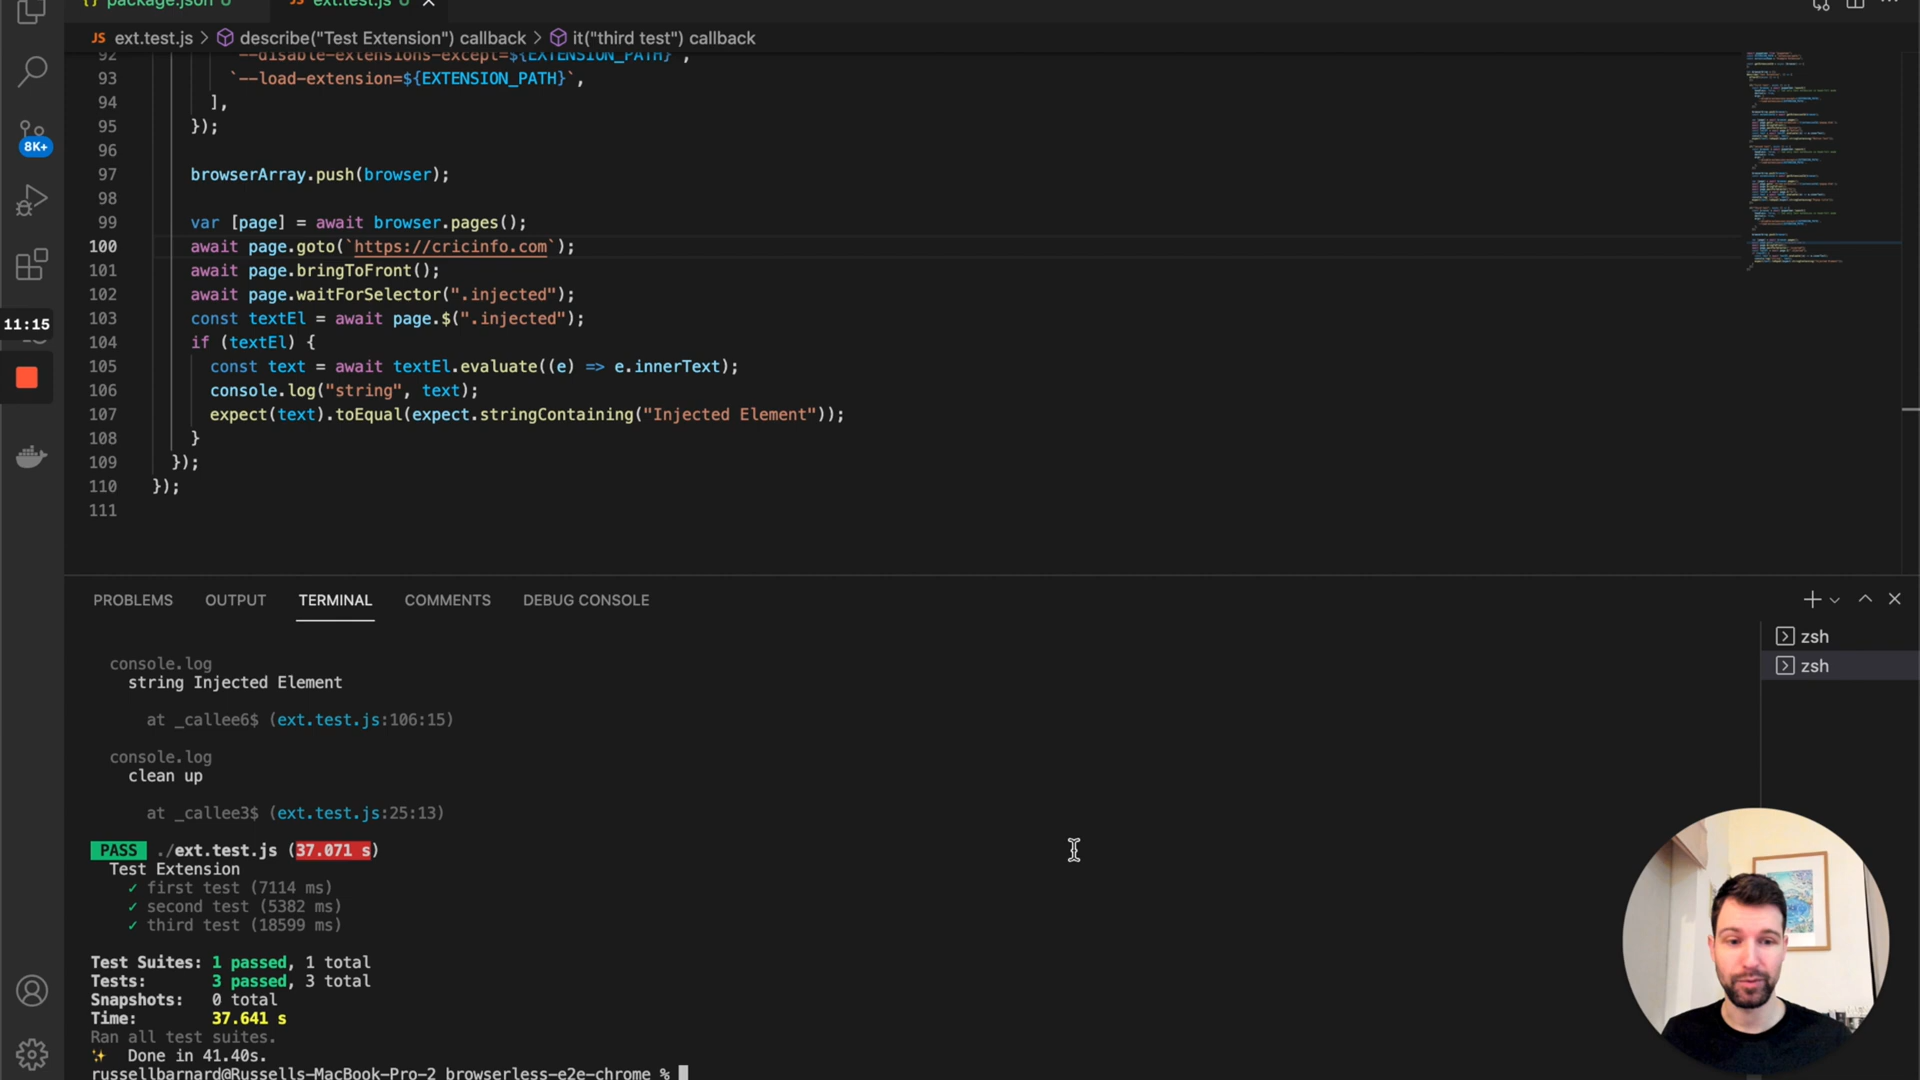 package.json
ext.test.js
JS ext.test.js > describe("Test Extension") callback > it("third test") callback
92 `--disable-extensions-except=${EXTENSION_PATH}`,
93 `--load-extension=${EXTENSION_PATH}`,
94 ],
95 });
96
97 browserArray.push(browser);
98
99 var [page] = await browser.pages();
100 await page.goto(`https://cricinfo.com`);
101 await page.bringToFront();
102 await page.waitForSelector(".injected");
103 const textEl = await page.$(".injected");
104 if (textEl) {
105 const text = await textEl.evaluate((e) => e.innerText);
106 console.log("string", text);
107 expect(text).toEqual(expect.stringContaining("Injected Element"));
108 }
109 });
110 });
111
8K+
11:15
PROBLEMS OUTPUT TERMINAL COMMENTS DEBUG CONSOLE
zsh
zsh
console.log
string Injected Element
at _callee6$ (ext.test.js:106:15)
console.log
clean up
at _callee3$ (ext.test.js:25:13)
PASS ./ext.test.js (37.071 s)
Test Extension
✓ first test (7114 ms)
✓ second test (5382 ms)
✓ third test (18599 ms)
Test Suites: 1 passed, 1 total
Tests: 3 passed, 3 total
Snapshots: 0 total
Time: 37.641 s
Ran all test suites.
✨ Done in 41.40s.
russellbarnard@Russells-MacBook-Pro-2 browserless-e2e-chrome %